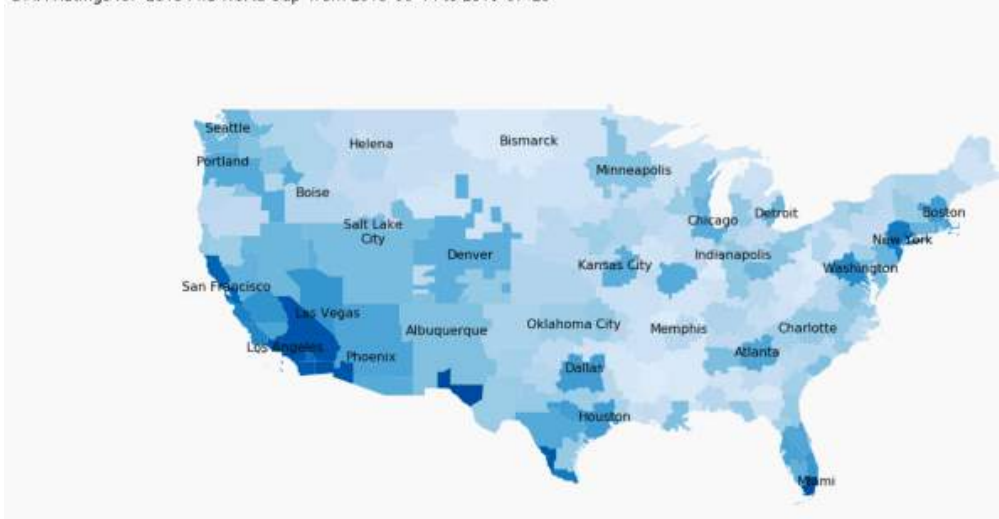 Seattle
Helena
Bismarck
Portland
Minneapolis
Boise
Chicago
Detroit
Boston
Salt Lake
City
New York
Denver
Kansas City
Indianapolis
Washington
San Francisco
Las Vegas
Albuquerque
Oklahoma City
Memphis
Charlotte
Los Angeles
Phoenix
Atlanta
Dallas
Houston
Miami